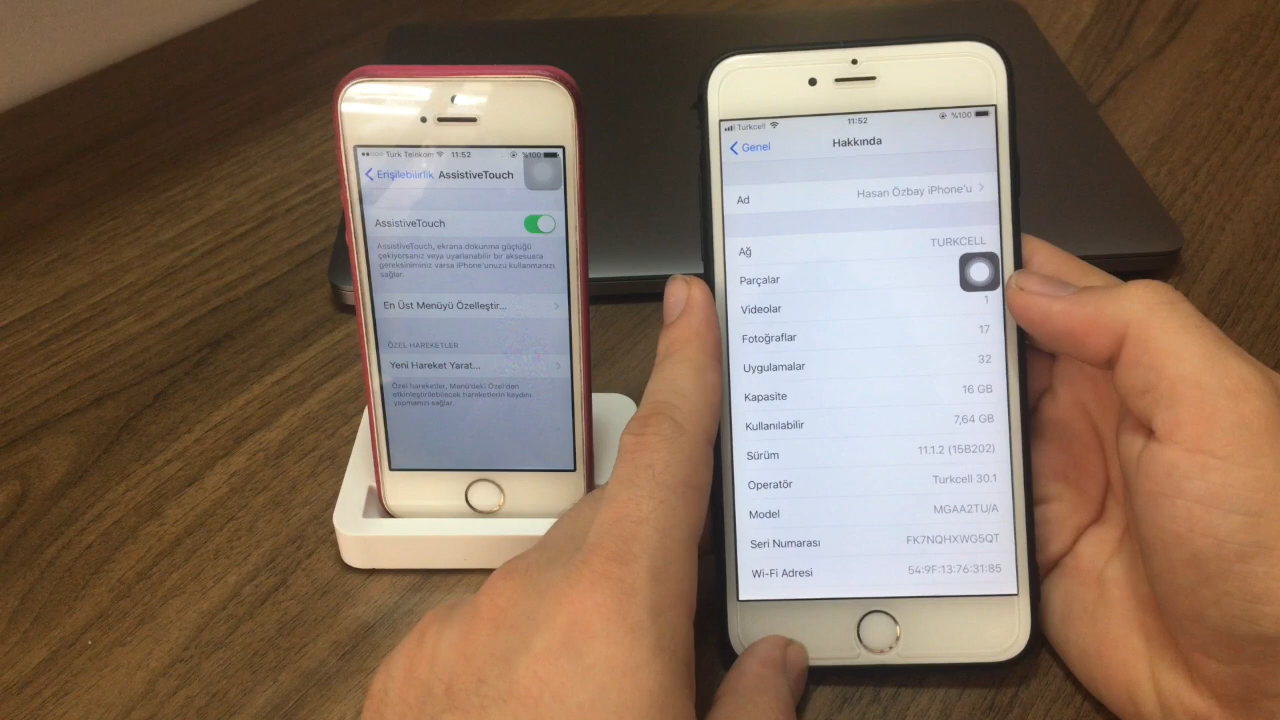 Türk Telekom 11:52 %100
Erişilebilirlik AssistiveTouch
AssistiveTouch
AssistiveTouch, ekrana dokunma güçlüğü
çekiyorsanız veya uyarlanabilir bir aksesuara
gereksiniminiz varsa iPhone'unuzu kullanmanızı
sağlar.
En Üst Menüyü Özelleştir...
ÖZEL HAREKETLER
Yeni Hareket Yarat...
Özel hareketler, Menü'deki Özel'den
etkinleştirilebilecek hareketlerin kaydını
yapmanızı sağlar.
Turkcell 11:52 %100
Genel Hakkında
Ad Hasan Özbay iPhone'u
Ağ TURKCELL
Parçalar
Videolar 1
Fotoğraflar 17
Uygulamalar 32
Kapasite 16 GB
Kullanılabilir 7,64 GB
Sürüm 11.1.2 (15B202)
Operatör Turkcell 30.1
Model MGAA2TU/A
Seri Numarası FK7NQHXWG5QT
Wi-Fi Adresi 54:9F:13:76:31:85